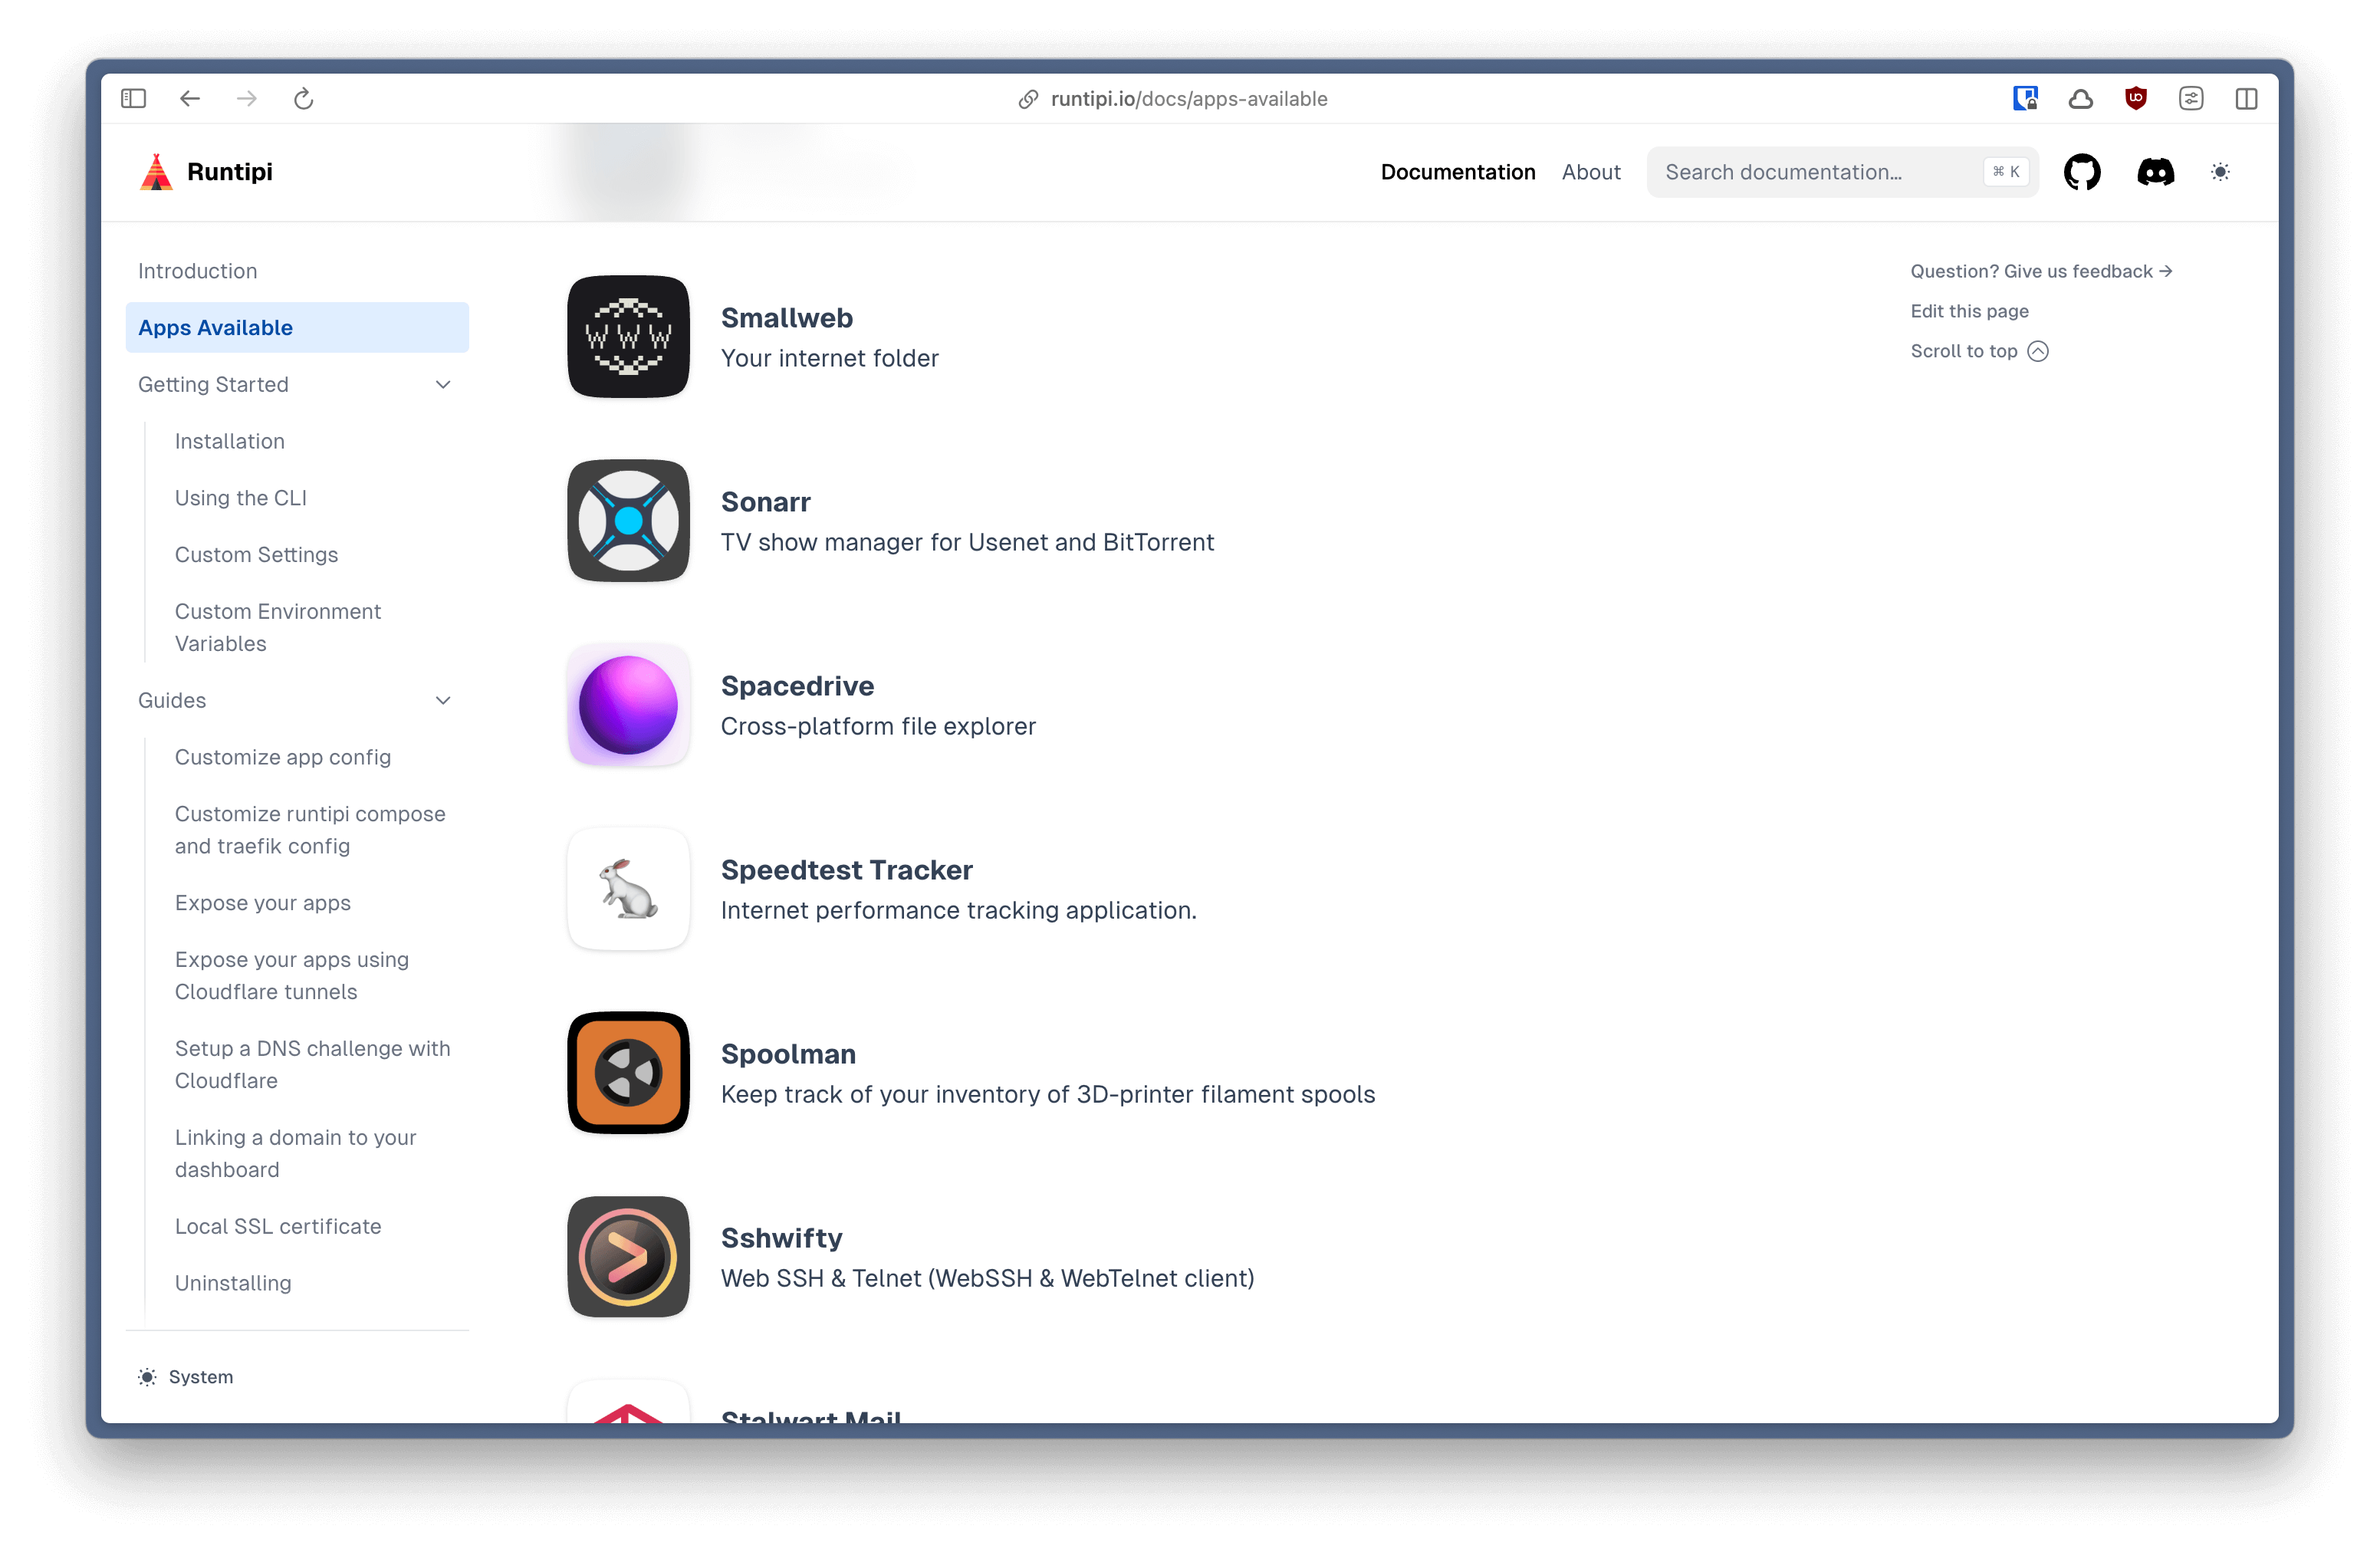 runtipi.io/docs/apps-available
Runtipi
Documentation
About
Search documentation...
⌘ K
Introduction
Apps Available
Getting Started
Installation
Using the CLI
Custom Settings
Custom Environment
Variables
Guides
Customize app config
Customize runtipi compose
and traefik config
Expose your apps
Expose your apps using
Cloudflare tunnels
Setup a DNS challenge with
Cloudflare
Linking a domain to your
dashboard
Local SSL certificate
Uninstalling
System
WWW
Smallweb
Your internet folder
Sonarr
TV show manager for Usenet and BitTorrent
Spacedrive
Cross-platform file explorer
Speedtest Tracker
Internet performance tracking application.
Spoolman
Keep track of your inventory of 3D-printer filament spools
Sshwifty
Web SSH & Telnet (WebSSH & WebTelnet client)
Stalwart Mail
Question? Give us feedback →
Edit this page
Scroll to top